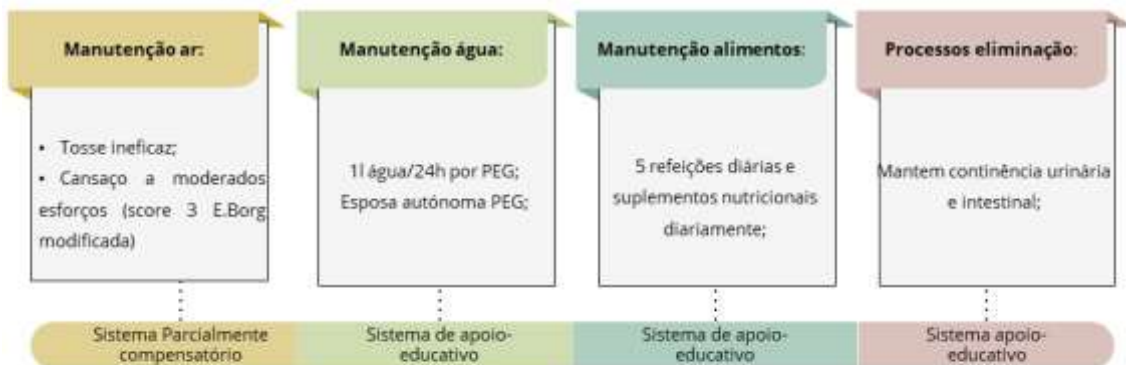 Manutenção ar:
• Tosse ineficaz;
• Cansaço a moderados
esforços (score 3 E.Borg
modificada)
Sistema Parcialmente
compensatório
Manutenção água:
1l água/24h por PEG;
Esposa autónoma PEG;
Sistema de apoio-
educativo
Manutenção alimentos:
5 refeições diárias e
suplementos nutricionais
diariamente;
Sistema de apoio-
educativo
Processos eliminação:
Mantem continência urinária
e intestinal;
Sistema apoio-
educativo